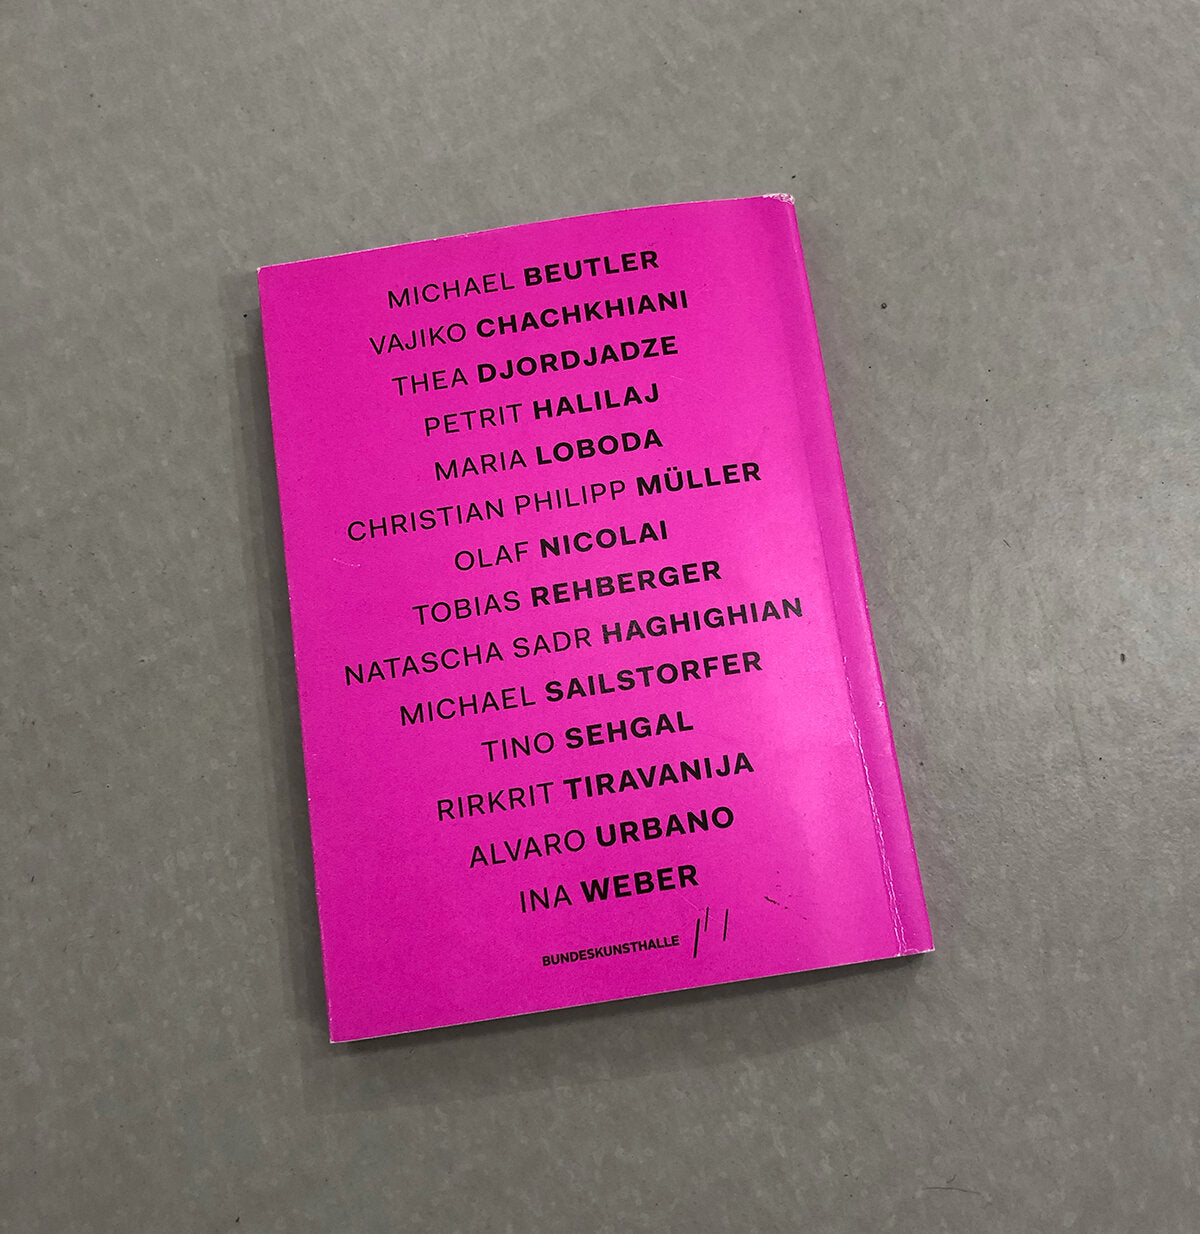 MICHAEL BEUTLER
VAJIKO CHACHKHIANI
THEA DJORDJADZE
PETRIT HALILAJ
MARIA LOBODA
CHRISTIAN PHILIPP MÜLLER
OLAF NICOLAI
TOBIAS REHBERGER
NATASCHA SADR HAGHIGHIAN
MICHAEL SAILSTORFER
TINO SEHGAL
RIRKRIT TIRAVANIJA
ALVARO URBANO
INA WEBER
BUNDESKUNSTHALLE